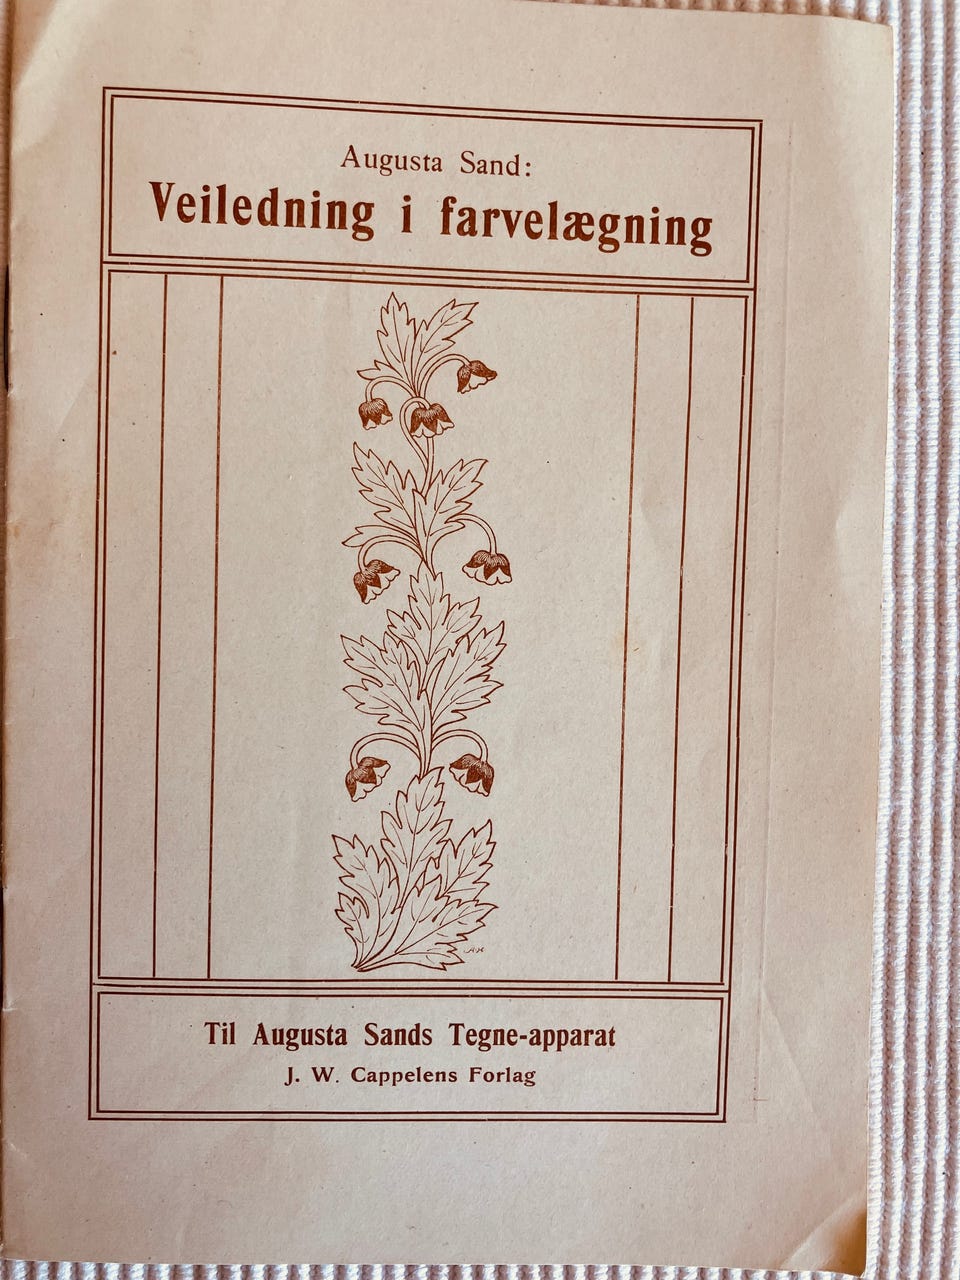 Augusta Sand:
Veiledning i farvelægning
Til Augusta Sands Tegne-apparat
J. W. Cappelens Forlag